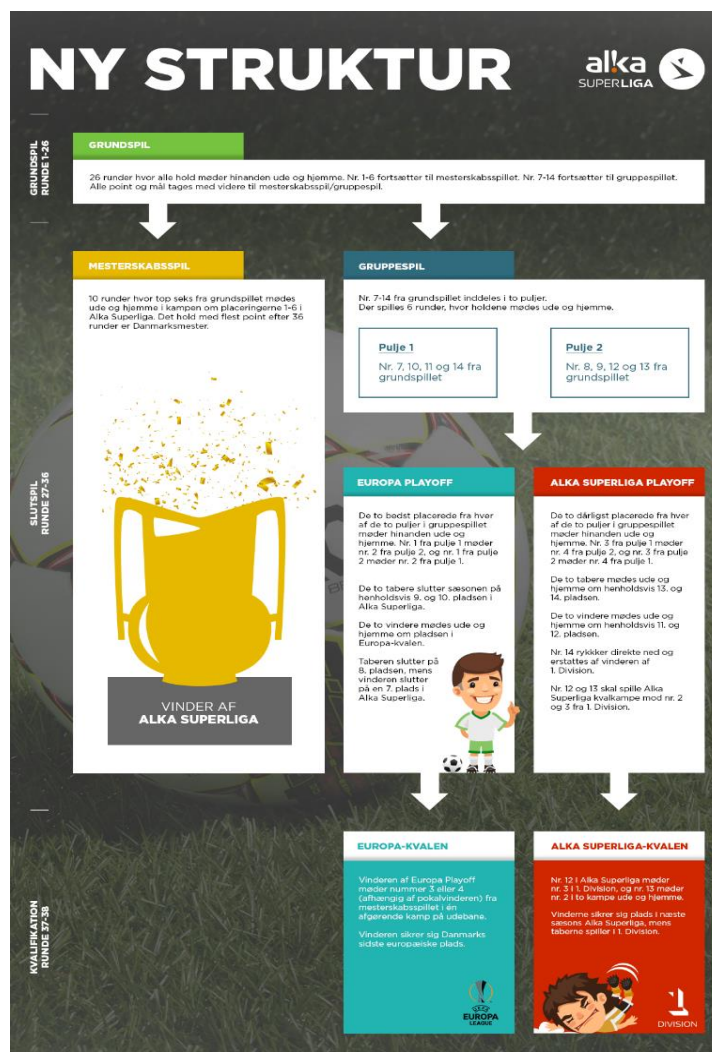 NY STRUKTUR
al!ka
SUPERLIGA
GRUNDSPIL
RUNDE 1-26
GRUNDSPIL
26 runder hvor alle hold møder hinanden ude og hjemme. Nr. 1-6 fortsætter til mesterskabsspillet. Nr. 7-14 fortsætter til gruppespillet.
Alle point og mål tages med videre til mesterskabsspil/gruppespil.
SLUTSPIL
RUNDE 27-36
MESTERSKABSSPIL
10 runder hvor top seks fra grundspillet mødes
ude og hjemme i kampen om placeringerne 1-6 i
Alka Superliga. Det hold med flest point efter 36
runder er Danmarksmester.
VINDER AF
ALKA SUPERLIGA
GRUPPESPIL
Nr. 7-14 fra grundspillet inddeles i to puljer.
Der spilles 6 runder, hvor holdene mødes ude og hjemme.
Pulje 1
Nr. 7, 10, 11 og 14 fra
grundspillet
Pulje 2
Nr. 8, 9, 12 og 13 fra
grundspillet
EUROPA PLAYOFF
De to bedst placerede fra hver
af de to puljer i gruppespillet
møder hinanden ude og
hjemme. Nr. 1 fra pulje 1 møder
nr. 2 fra pulje 2, og nr. 1 fra pulje
2 møder nr. 2 fra pulje 1.
De to tabere slutter sæsonen på
henholdsvis 9. og 10. pladsen i
Alka Superliga.
De to vindere mødes ude og
hjemme om pladsen i
Europa-kvalen.
Taberen slutter på
8. pladsen, mens
vinderen slutter
på en 7. plads i
Alka Superliga.
ALKA SUPERLIGA PLAYOFF
De to dårligst placerede fra hver
af de to puljer i gruppespillet
møder hinanden ude og
hjemme. Nr. 3 fra pulje 1 møder
nr. 4 fra pulje 2, og nr. 3 fra pulje
2 møder nr. 4 fra pulje 1.
De to tabere mødes ude og
hjemme om henholdsvis 13. og
14. pladsen.
De to vindere mødes ude og
hjemme om henholdsvis 11. og
12. pladsen.
Nr. 14 rykkker direkte ned og
erstattes af vinderen af
1. Division.
Nr. 12 og 13 skal spille Alka
Superliga kvalkampe mod nr. 2
og 3 fra 1. Division.
KVALIFIKATION
RUNDE 37-38
EUROPA-KVALEN
Vinderen af Europa Playoff
møder nummer 3 eller 4
(afhængig af pokalvinderen) fra
mesterskabsspillet i én
afgørende kamp på udebane.
Vinderen sikrer sig Danmarks
sidste europæiske plads.
UEFA
EUROPA
LEAGUE
ALKA SUPERLIGA-KVALEN
Nr. 12 i Alka Superliga møder
nr. 3 i 1. Division, og nr. 13 møder
nr. 2 i to kampe ude og hjemme.
Vinderne sikrer sig plads i næste
sæsons Alka Superliga, mens
taberne spiller i 1. Division.
1
DIVISION